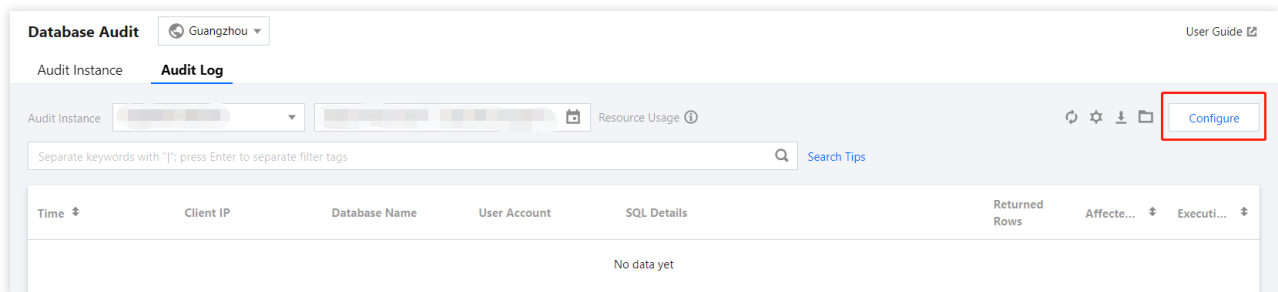 Database Audit Guangzhou User Guide
Audit Instance Audit Log
Audit Instance Resource Usage Configure
Separate keywords with "|"; press Enter to separate filter tags Search Tips
Time Client IP Database Name User Account SQL Details Returned Rows Affecte... Executi...
No data yet